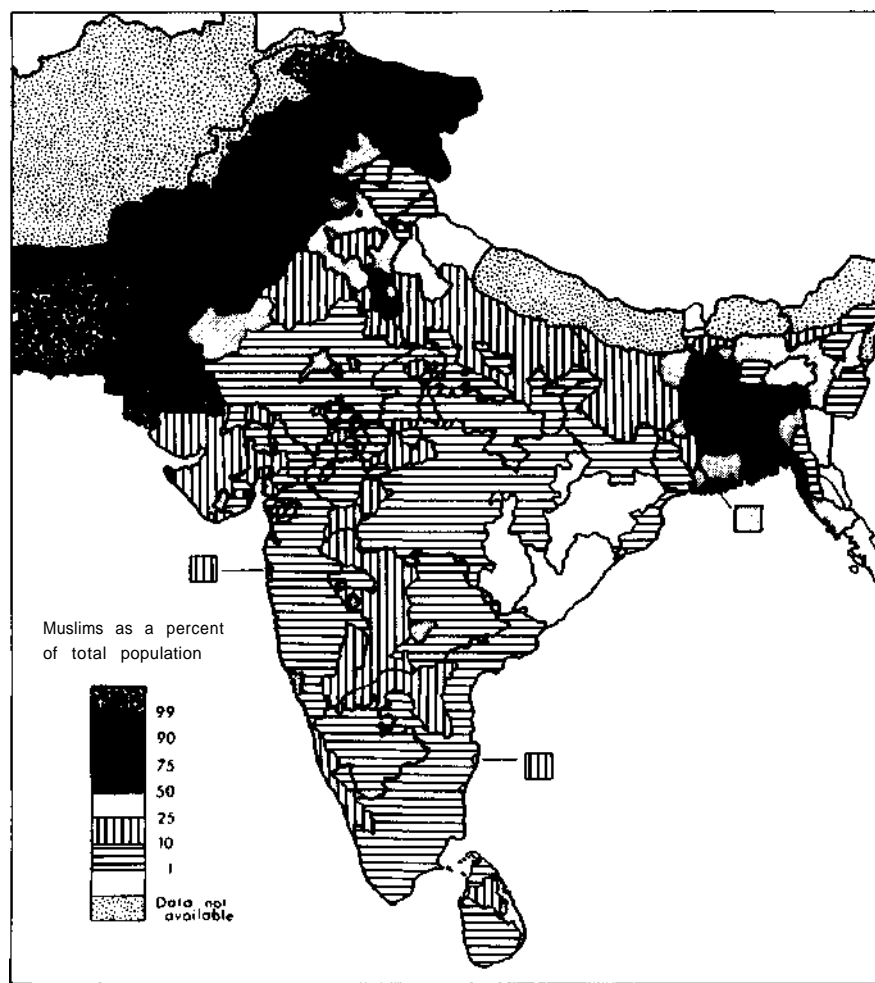 Muslims as a percent
of total population
99
90
75
50
25
10
1
Data not
available